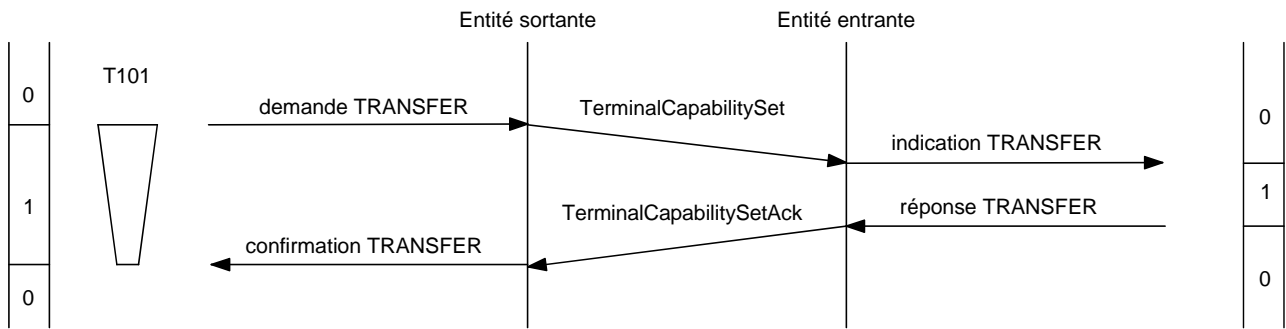 Entité sortante
Entité entrante
T101
0
demande TRANSFER
TerminalCapabilitySet
0
indication TRANSFER
1
1
TerminalCapabilitySetAck
réponse TRANSFER
confirmation TRANSFER
0
0